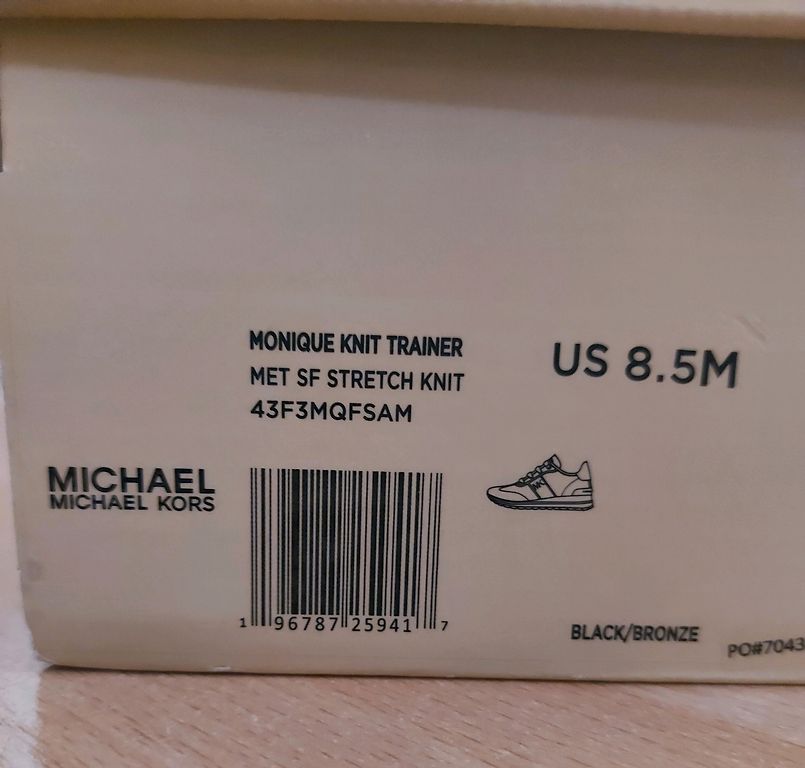 MONIQUE KNIT TRAINER
MET SF STRETCH KNIT
43F3MQFSAM
US 8.5M
MICHAEL
MICHAEL KORS
MK
1 96787 25941 7
BLACK/BRONZE
PO#7043